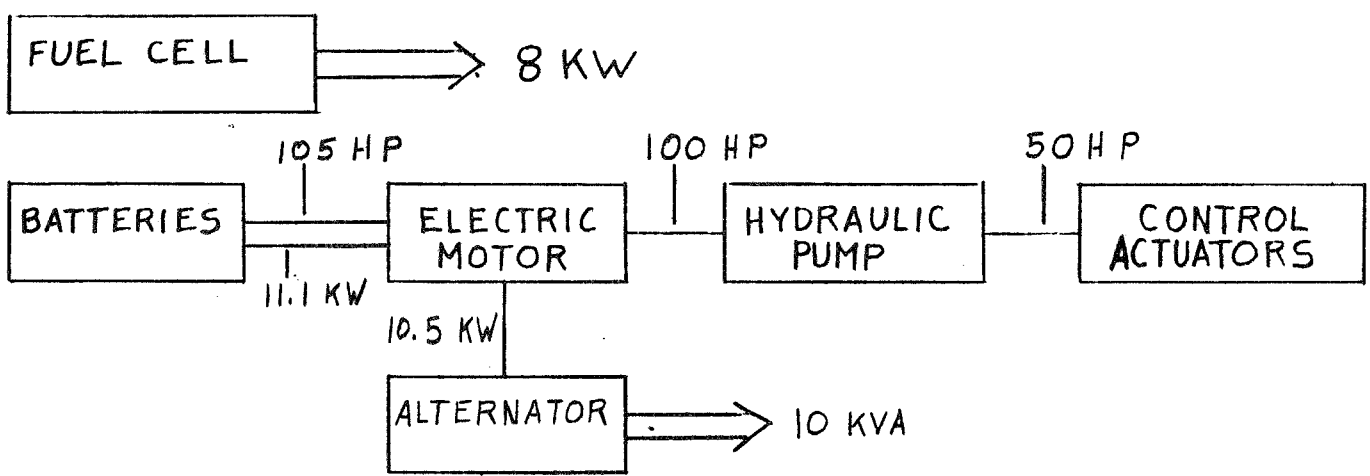 FUEL CELL
8 KW
105 HP
100 HP
50 HP
BATTERIES
ELECTRIC
MOTOR
HYDRAULIC
PUMP
CONTROL
ACTUATORS
11.1 KW
10.5 KW
ALTERNATOR
10 KVA